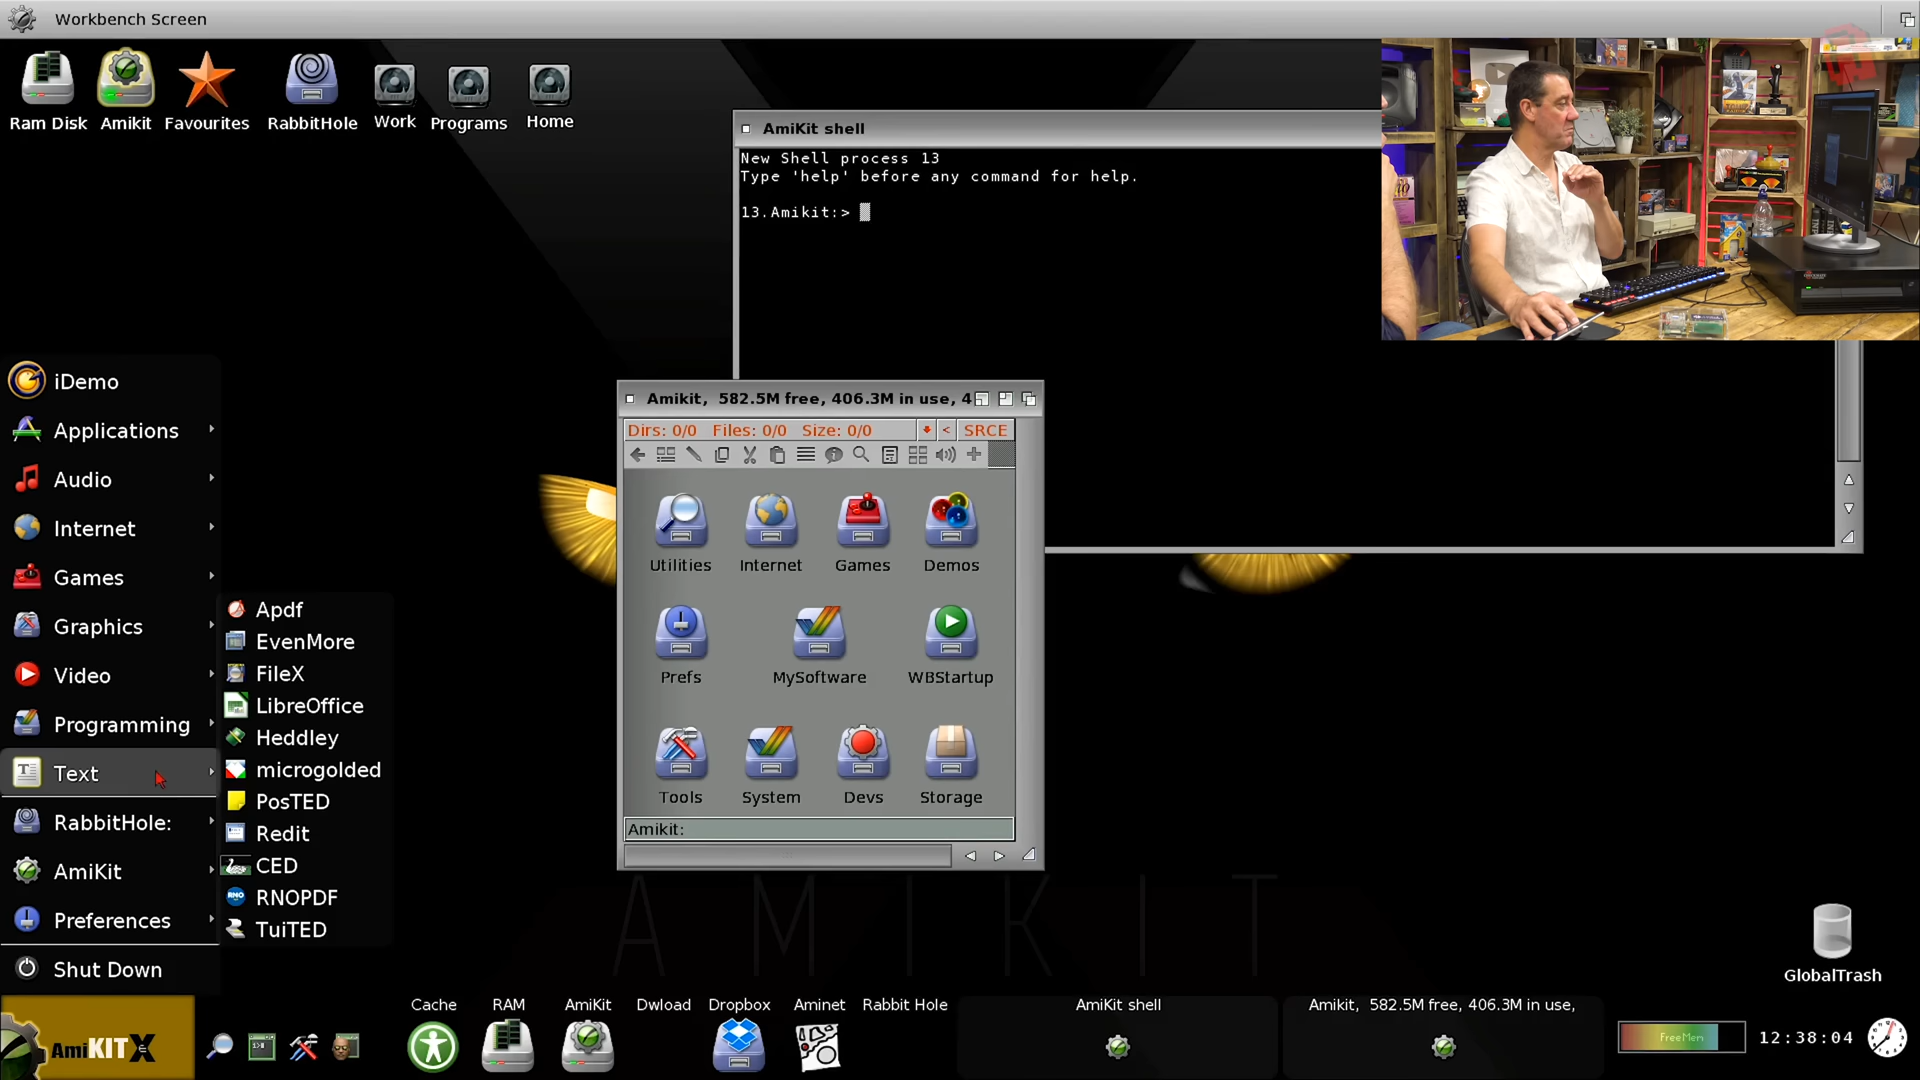 Workbench Screen
Ram Disk
Amikit
Favourites
RabbitHole
Work
Programs
Home
AmiKit shell
New Shell process 13
Type 'help' before any command for help.
13.Amikit:>
Amikit,  582.5M free, 406.3M in use, 4
Dirs: 0/0  Files: 0/0  Size: 0/0
< SRCE
Utilities
Internet
Games
Demos
Prefs
MySoftware
WBStartup
Tools
System
Devs
Storage
Amikit:
iDemo
Applications
Audio
Internet
Games
Graphics
Video
Programming
Text
RabbitHole:
AmiKit
Preferences
Shut Down
Apdf
EvenMore
FileX
LibreOffice
Heddley
microgolded
PosTED
Redit
CED
RNOPDF
TuiTED
AMIKIT
GlobalTrash
AmiKITX
Cache
RAM
AmiKit
Dwload
Dropbox
Aminet
Rabbit Hole
AmiKit shell
Amikit,  582.5M free, 406.3M in use,
FreeMem
12:38:04